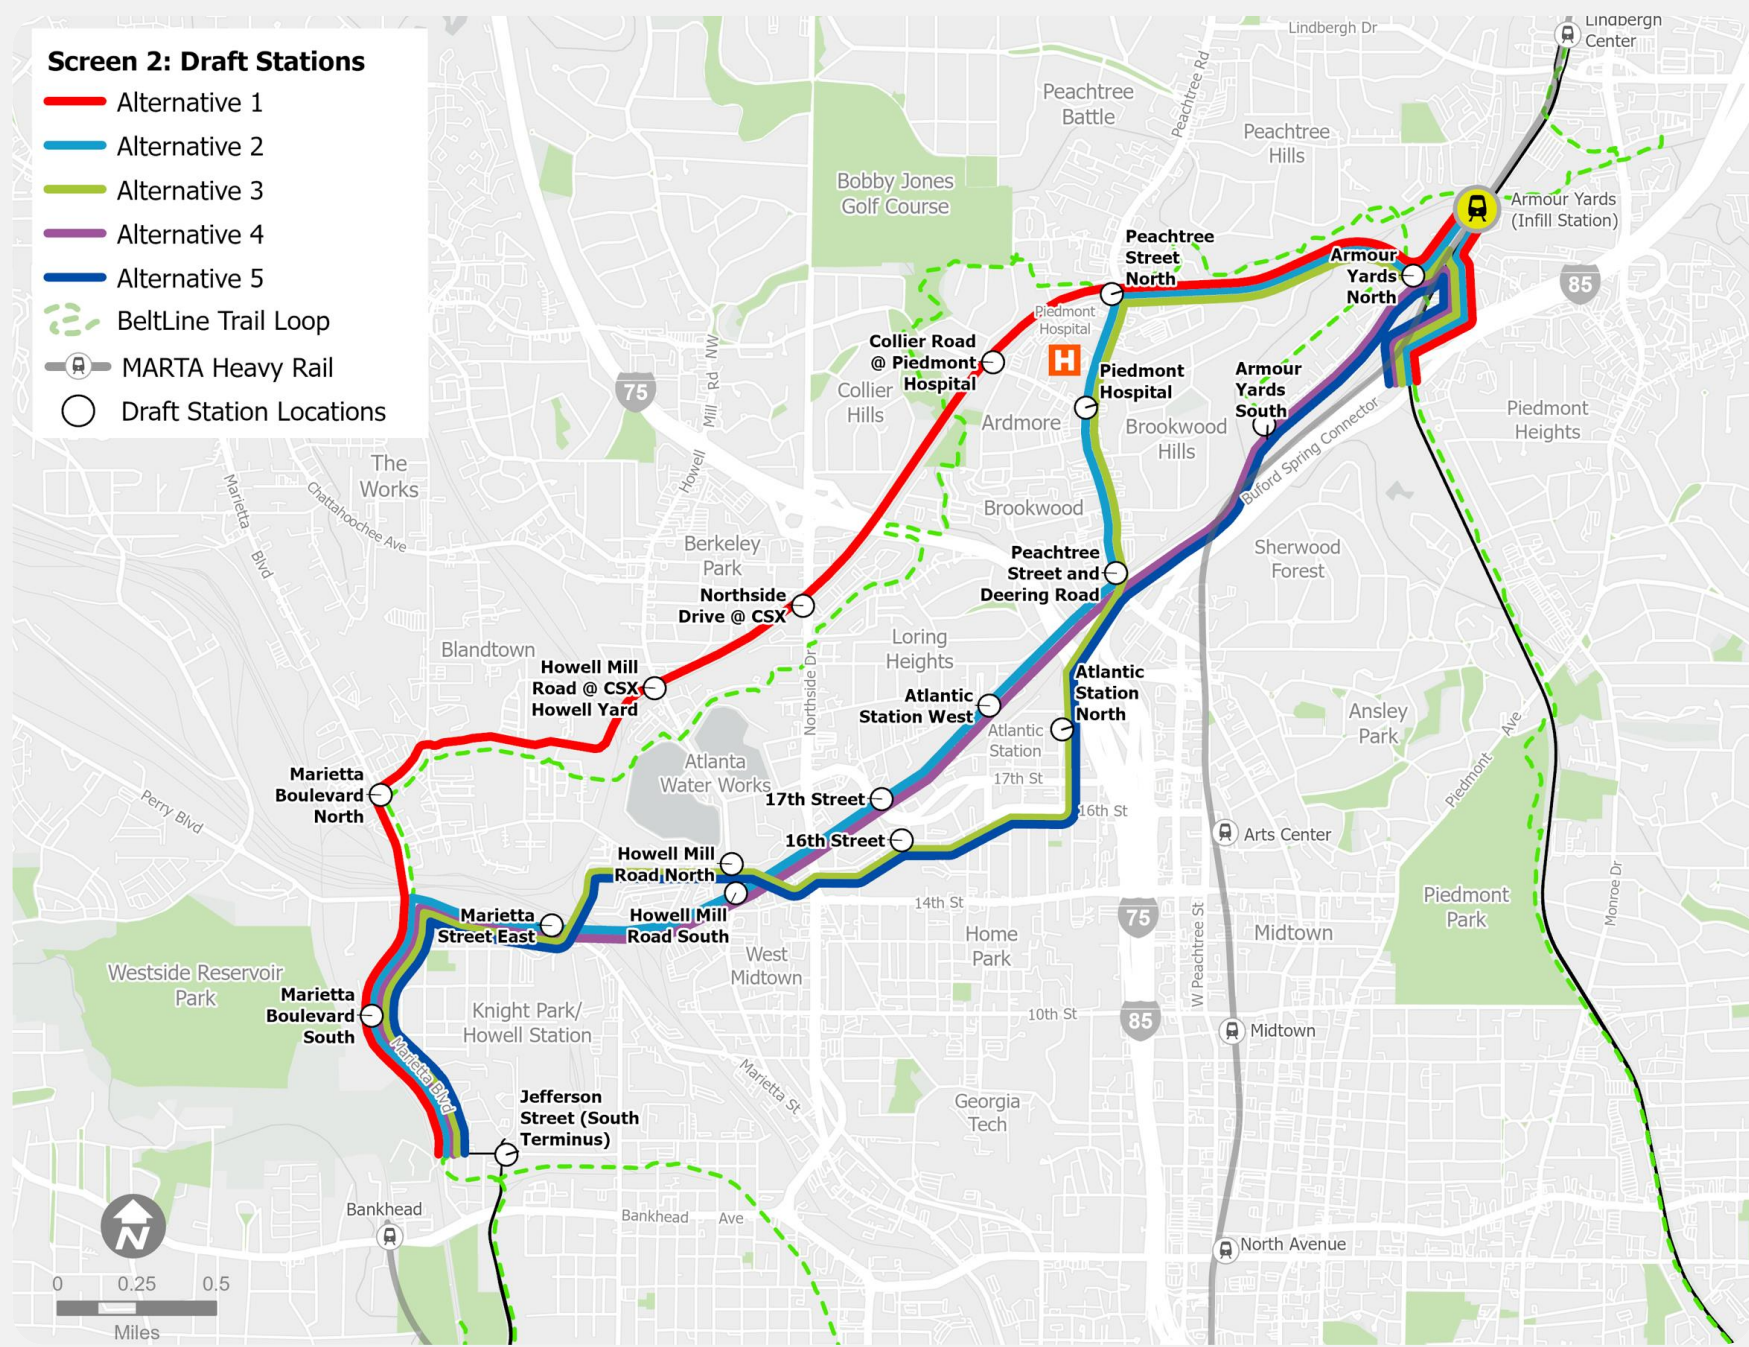 Screen 2: Draft Stations
Alternative 1
Alternative 2
Alternative 3
Alternative 4
Alternative 5
BeltLine Trail Loop
MARTA Heavy Rail
Draft Station Locations
Lindbergh Dr
Lindbergh
Center
Peachtree
Battle
Peachtree Rd
Peachtree
Hills
Bobby Jones
Golf Course
Armour Yards
(Infill Station)
Peachtree
Street
North
Armour
Yards
North
85
Piedmont
Hospital
H
Collier Road
@ Piedmont
Hospital
75
Mill Rd NW
Howell
Collier
Hills
Piedmont
Hospital
Armour
Yards
South
Ardmore
Brookwood
Hills
Piedmont
Heights
Buford Spring Connector
The
Works
Marietta
Blvd
Chattahoochee Ave
Brookwood
Berkeley
Park
Peachtree
Street and
Deering Road
Sherwood
Forest
Northside
Drive @ CSX
Blandtown
Loring
Heights
Northside Dr
Howell Mill
Road @ CSX
Howell Yard
Atlantic
Station
North
Atlantic
Station West
Atlantic
Station
Ansley
Park
Piedmont
Ave
Marietta
Boulevard
North
Atlanta
Water Works
17th St
17th Street
16th St
Perry Blvd
Arts Center
16th Street
Howell Mill
Road North
Marietta
Street East
Howell Mill
Road South
14th St
75
Piedmont
Park
Monroe Dr
Home
Park
Midtown
W Peachtree St
West
Midtown
Westside Reservoir
Park
Marietta
Boulevard
South
Knight Park/
Howell Station
10th St
85
Midtown
Marietta Blvd
Marietta St
Jefferson
Street (South
Terminus)
Georgia
Tech
Bankhead
Bankhead
Ave
North Avenue
N
0
0.25
0.5
Miles